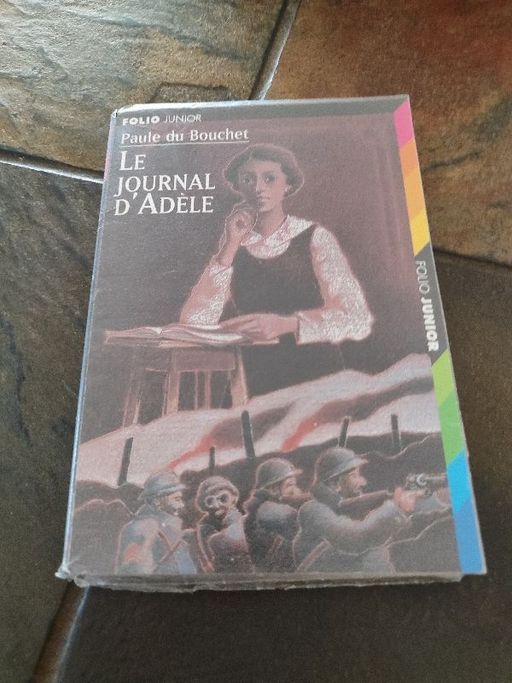 FOLIO JUNIOR
Paule du Bouchet
LE
JOURNAL
D'ADÈLE
FOLIO JUNIOR